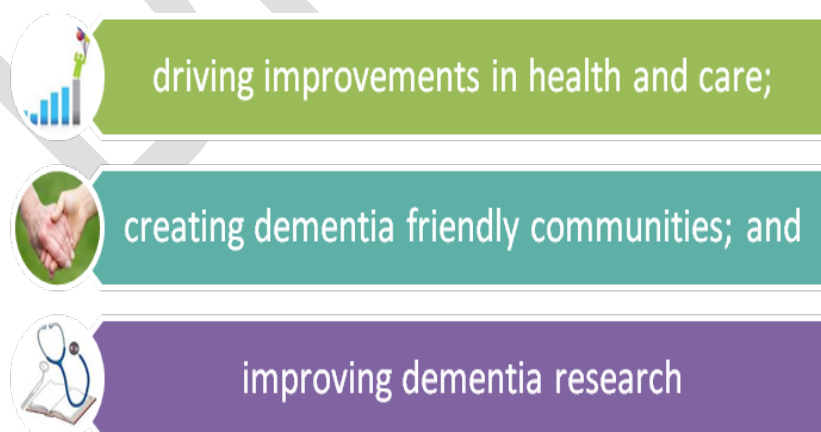 driving improvements in health and care;
creating dementia friendly communities; and
improving dementia research